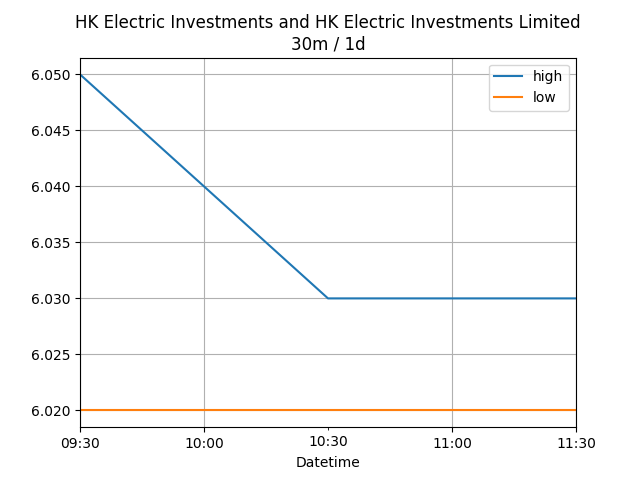 HK Electric Investments and HK Electric Investments Limited
30m / 1d
high
low
6.050
6.045
6.040
6.035
6.030
6.025
6.020
09:30
10:00
10:30
11:00
11:30
Datetime